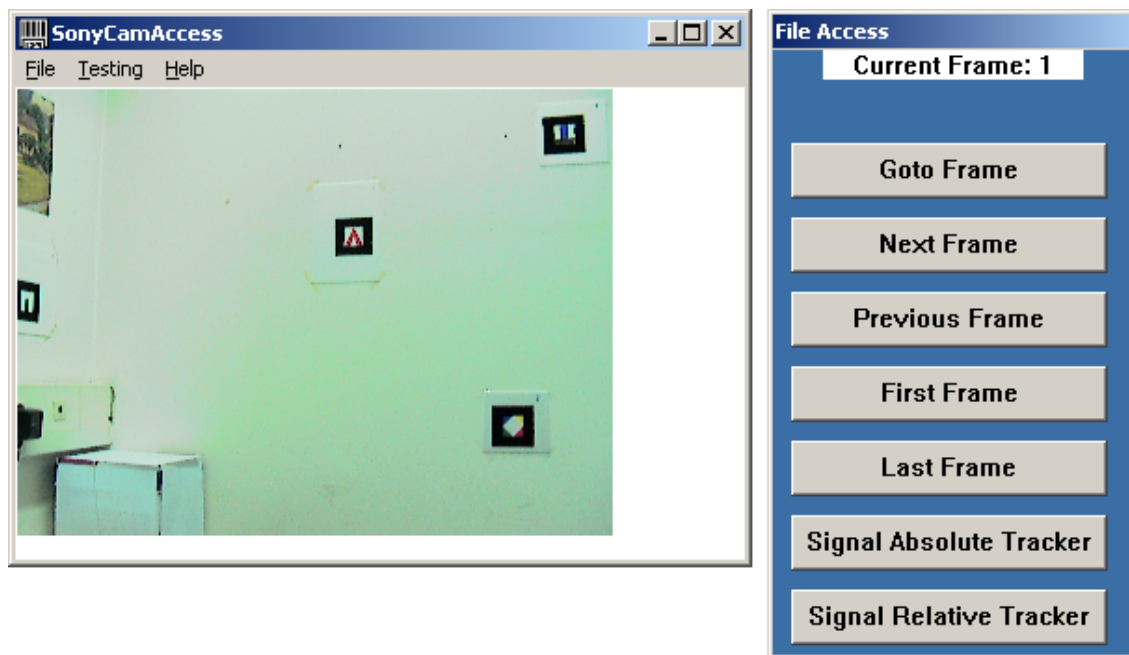 SonyCamAccess
File Testing Help
File Access
Current Frame: 1
Goto Frame
Next Frame
Previous Frame
First Frame
Last Frame
Signal Absolute Tracker
Signal Relative Tracker